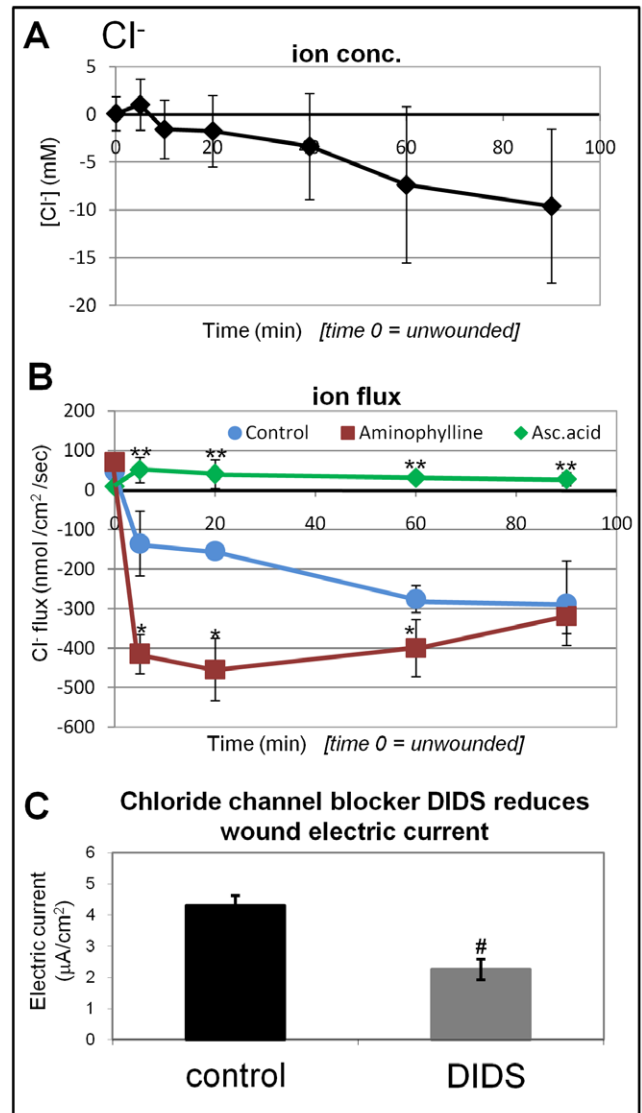 A Cl⁻
ion conc.
5
0
-5
-10
-15
-20
0 20 40 60 80 100
[Cl⁻] (mM)
Time (min) [time 0 = unwounded]
B
ion flux
200
100
0
-100
-200
-300
-400
-500
-600
Control Aminophylline Asc.acid
** ** ** **
0 20 40 60 80 100
* * *
Cl⁻ flux (nmol /cm² /sec)
Time (min) [time 0 = unwounded]
C Chloride channel blocker DIDS reduces
wound electric current
6
5
4
3
2
1
0
Electric current
(µA/cm²)
#
control DIDS